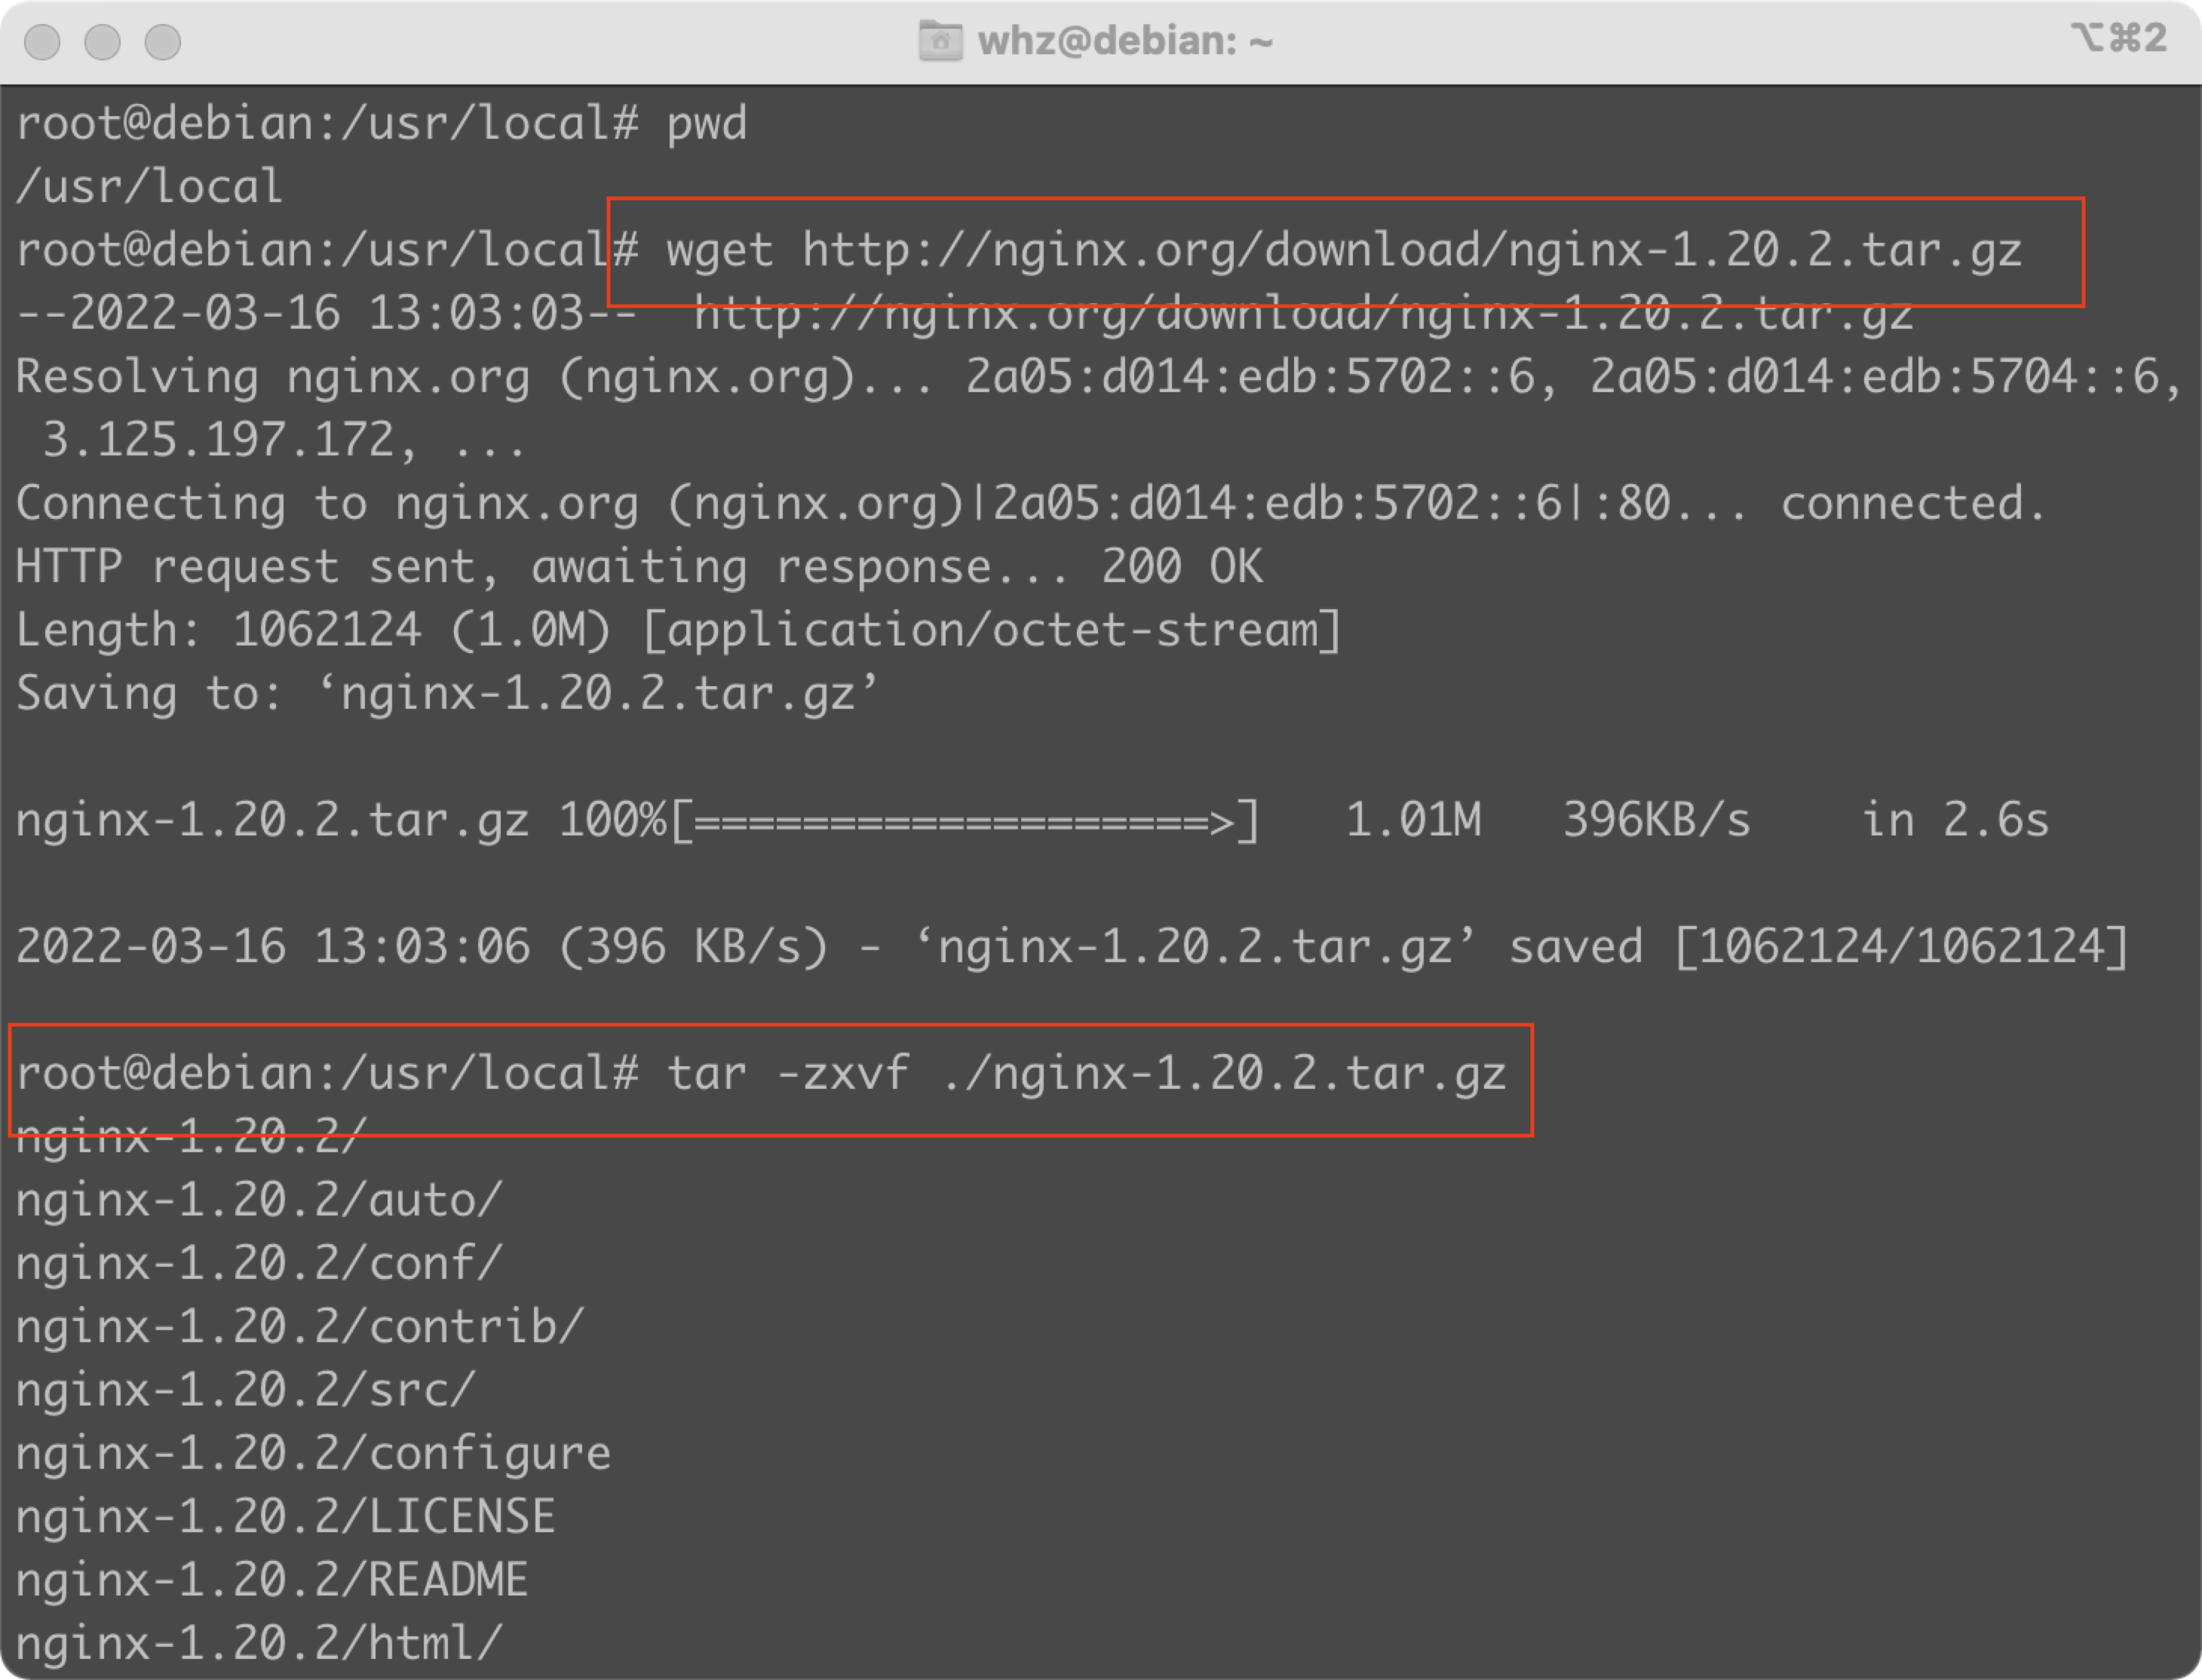 whz@debian: ~
⌥⌘2
root@debian:/usr/local# pwd
/usr/local
root@debian:/usr/local# wget http://nginx.org/download/nginx-1.20.2.tar.gz
--2022-03-16 13:03:03--  http://nginx.org/download/nginx-1.20.2.tar.gz
Resolving nginx.org (nginx.org)... 2a05:d014:edb:5702::6, 2a05:d014:edb:5704::6,
 3.125.197.172, ...
Connecting to nginx.org (nginx.org)|2a05:d014:edb:5702::6|:80... connected.
HTTP request sent, awaiting response... 200 OK
Length: 1062124 (1.0M) [application/octet-stream]
Saving to: ‘nginx-1.20.2.tar.gz’
nginx-1.20.2.tar.gz 100%[===================>]   1.01M   396KB/s    in 2.6s
2022-03-16 13:03:06 (396 KB/s) - ‘nginx-1.20.2.tar.gz’ saved [1062124/1062124]
root@debian:/usr/local# tar -zxvf ./nginx-1.20.2.tar.gz
nginx-1.20.2/
nginx-1.20.2/auto/
nginx-1.20.2/conf/
nginx-1.20.2/contrib/
nginx-1.20.2/src/
nginx-1.20.2/configure
nginx-1.20.2/LICENSE
nginx-1.20.2/README
nginx-1.20.2/html/